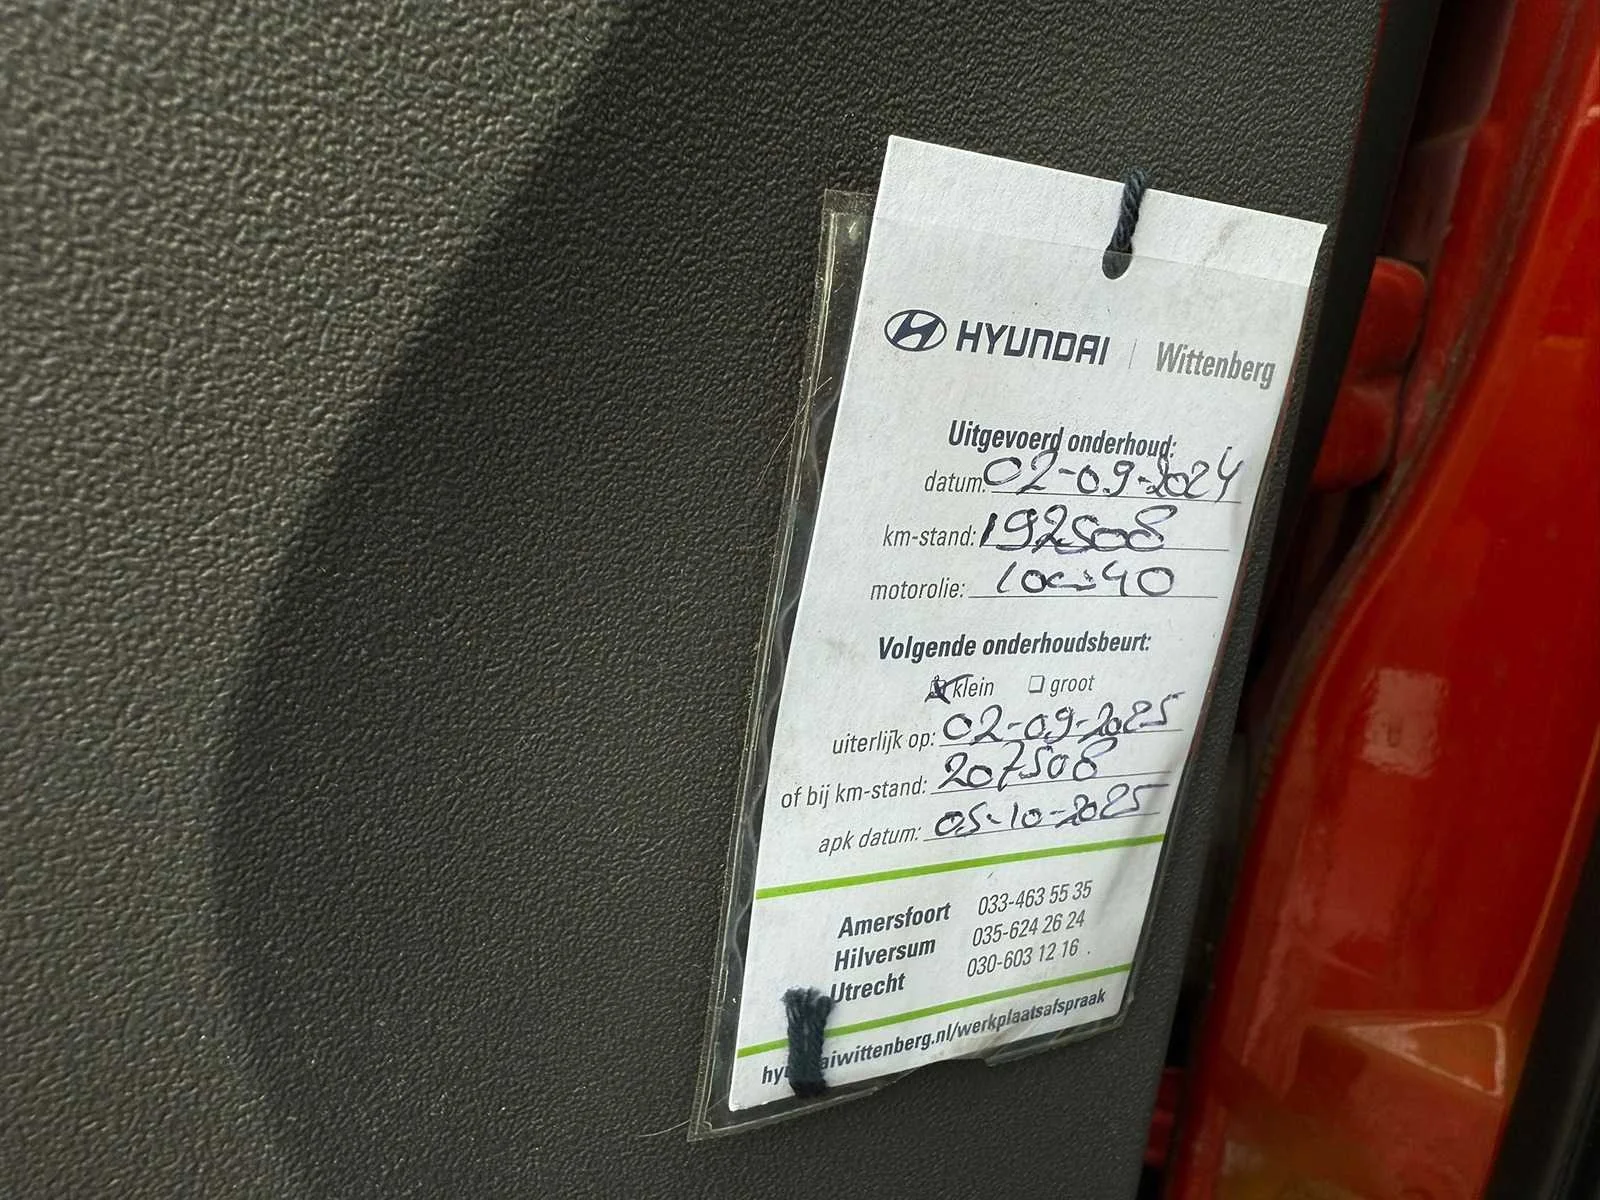 HYUNDAI | Wittenberg
Uitgevoerd onderhoud:
datum: 02-09-2024
km-stand: 192508
motorolie: 10w40
Volgende onderhoudsbeurt:
klein groot
uiterlijk op: 02-09-2025
of bij km-stand: 207508
apk datum: 05-10-2025
Amersfoort 033-463 55 35
Hilversum 035-624 26 24
Utrecht 030-603 12 16
aiwittenberg.nl/werkplaatsafspraak